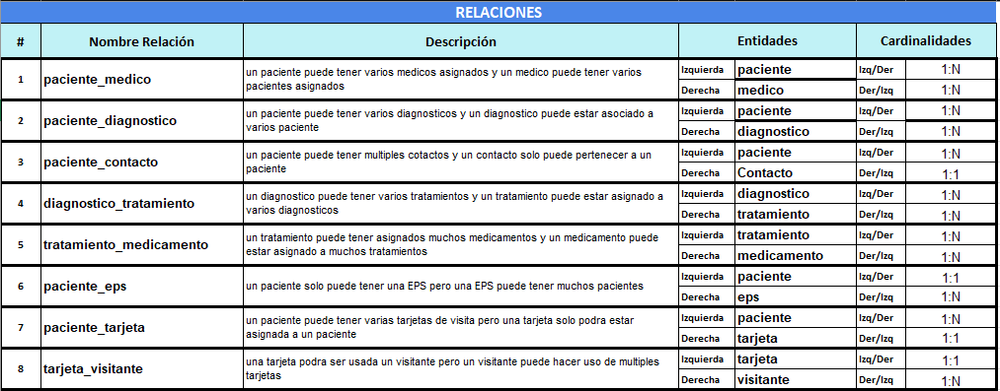 RELACIONES
# Nombre Relación Descripción Entidades Cardinalidades
1 paciente_medico un paciente puede tener varios medicos asignados y un medico puede tener varios
pacientes asignados
Izquierda paciente Izq/Der 1:N
Derecha medico Der/Izq 1:N
2 paciente_diagnostico un paciente puede tener varios diagnosticos y un diagnostico puede estar asociado a
varios paciente
Izquierda paciente Izq/Der 1:N
Derecha diagnostico Der/Izq 1:N
3 paciente_contacto un paciente puede tener multiples cotactos y un contacto solo puede pertenecer a un
paciente
Izquierda paciente Izq/Der 1:N
Derecha Contacto Der/Izq 1:1
4 diagnostico_tratamiento un diagnostico puede tener varios tratamientos y un tratamiento puede estar asignado a
varios diagnosticos
Izquierda diagnostico Izq/Der 1:N
Derecha tratamiento Der/Izq 1:N
5 tratamiento_medicamento un tratamiento puede tener asignados muchos medicamentos y un medicamento puede
estar asignado a muchos tratamientos
Izquierda tratamiento Izq/Der 1:N
Derecha medicamento Der/Izq 1:N
6 paciente_eps un paciente solo puede tener una EPS pero una EPS puede tener muchos pacientes
Izquierda paciente Izq/Der 1:1
Derecha eps Der/Izq 1:N
7 paciente_tarjeta un paciente puede tener varias tarjetas de visita pero una tarjeta solo podra estar
asignada a un paciente
Izquierda paciente Izq/Der 1:N
Derecha tarjeta Der/Izq 1:1
8 tarjeta_visitante una tarjeta podra ser usada un visitante pero un visitante puede hacer uso de multiples
tarjetas
Izquierda tarjeta Izq/Der 1:1
Derecha visitante Der/Izq 1:N